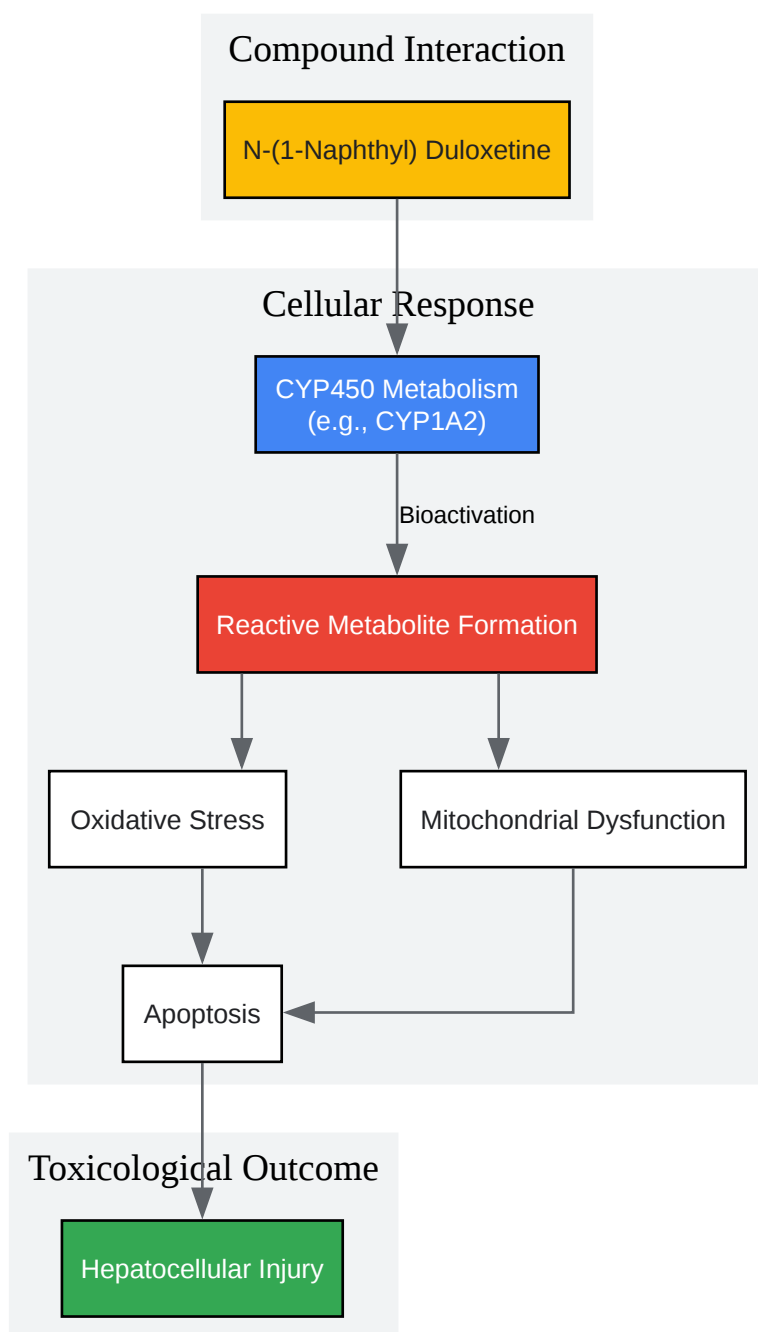 Compound Interaction
N-(1-Naphthyl) Duloxetine
Cellular Response
CYP450 Metabolism
(e.g., CYP1A2)
Bioactivation
Reactive Metabolite Formation
Oxidative Stress
Mitochondrial Dysfunction
Apoptosis
Toxicological Outcome
Hepatocellular Injury